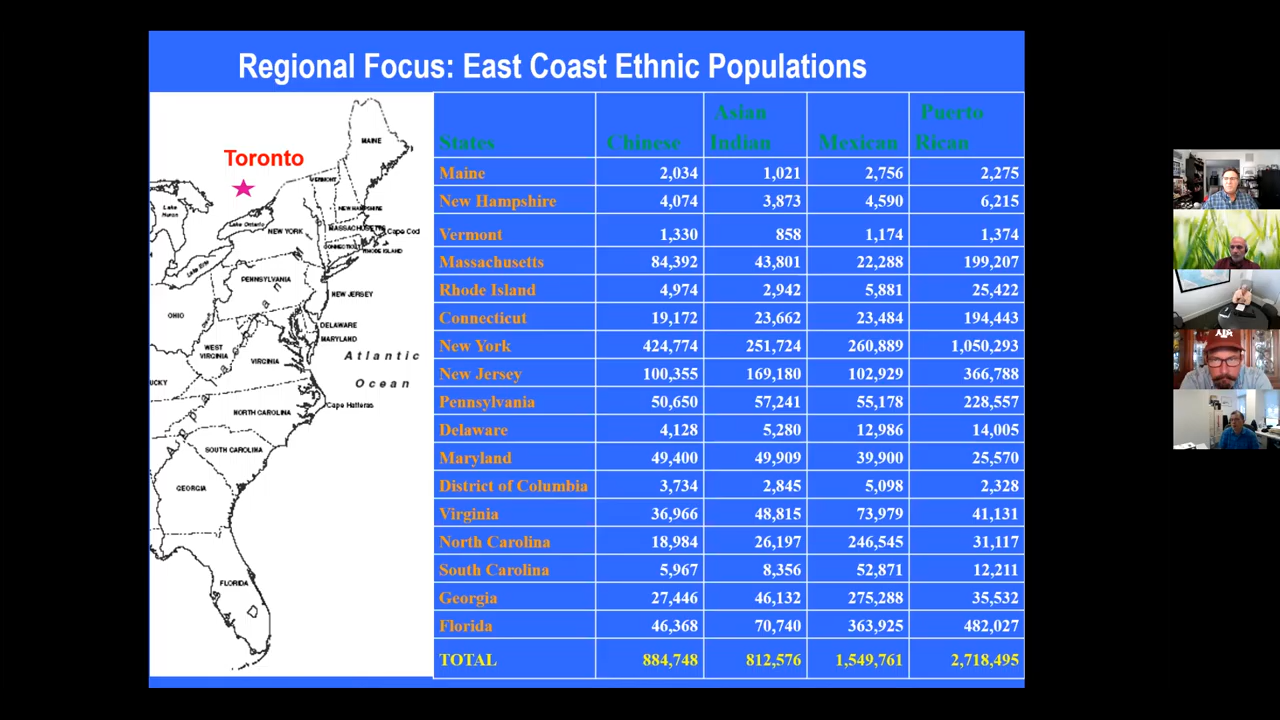 Regional Focus: East Coast Ethnic Populations
Toronto
MAINE
VERMONT
NEW HAMPSHIRE
Lake Huron
Lake Ontario
NEW YORK
MASSACHUSETTS
Cape Cod
CONNECTICUT
RHODE ISLAND
Lake Erie
PENNSYLVANIA
NEW JERSEY
OHIO
DELAWARE
MARYLAND
WEST VIRGINIA
VIRGINIA
Atlantic
Ocean
UCKY
Cape Hatteras
NORTH CAROLINA
SOUTH CAROLINA
GEORGIA
FLORIDA
States Chinese Asian Indian Mexican Puerto Rican
Maine 2,034 1,021 2,756 2,275
New Hampshire 4,074 3,873 4,590 6,215
Vermont 1,330 858 1,174 1,374
Massachusetts 84,392 43,801 22,288 199,207
Rhode Island 4,974 2,942 5,881 25,422
Connecticut 19,172 23,662 23,484 194,443
New York 424,774 251,724 260,889 1,050,293
New Jersey 100,355 169,180 102,929 366,788
Pennsylvania 50,650 57,241 55,178 228,557
Delaware 4,128 5,280 12,986 14,005
Maryland 49,400 49,909 39,900 25,570
District of Columbia 3,734 2,845 5,098 2,328
Virginia 36,966 48,815 73,979 41,131
North Carolina 18,984 26,197 246,545 31,117
South Carolina 5,967 8,356 52,871 12,211
Georgia 27,446 46,132 275,288 35,532
Florida 46,368 70,740 363,925 482,027
TOTAL 884,748 812,576 1,549,761 2,718,495